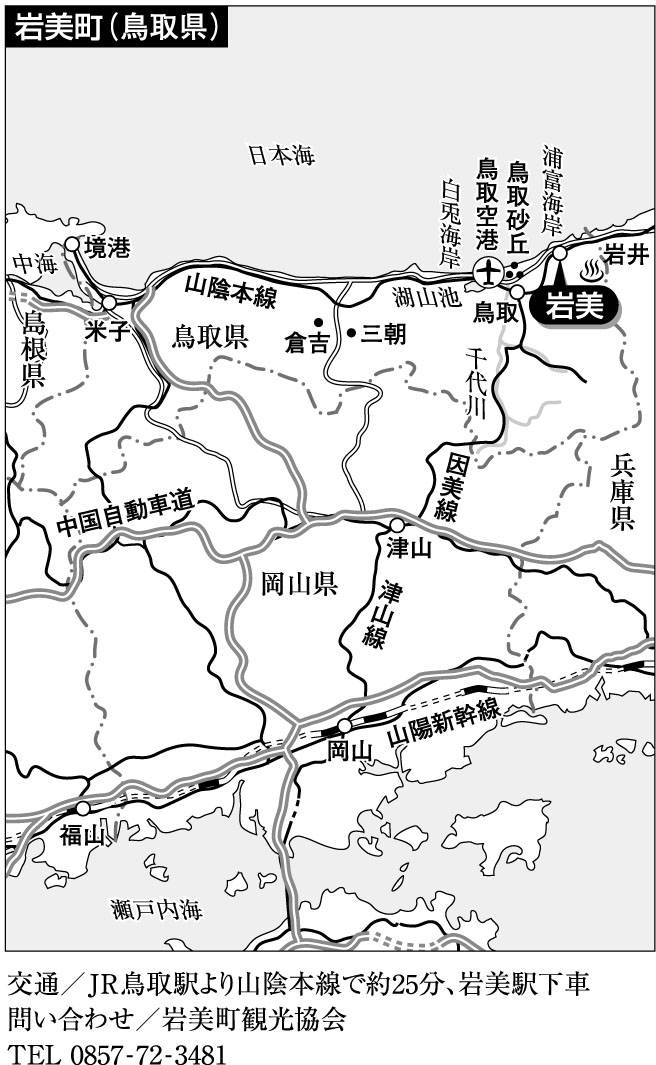 岩美町（鳥取県）
日本海
浦富海岸
鳥取砂丘
鳥取空港
白兎海岸
境港
中海
岩井
山陰本線
湖山池
鳥取
岩美
米子
鳥取県
倉吉
三朝
島根県
千代川
因美線
兵庫県
中国自動車道
津山
岡山県
津山線
山陽新幹線
岡山
福山
瀬戸内海
交通／JR鳥取駅より山陰本線で約25分、岩美駅下車
問い合わせ／岩美町観光協会
TEL 0857-72-3481